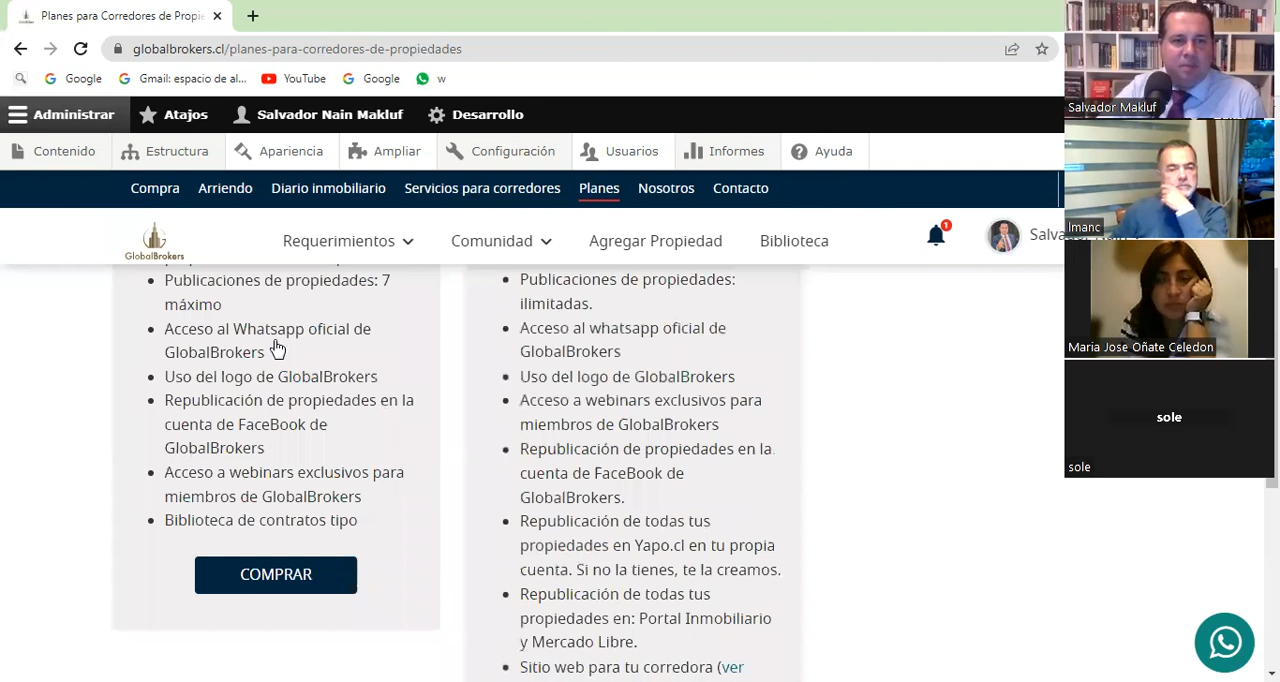 Planes para Corredores de Propie
globalbrokers.cl/planes-para-corredores-de-propiedades
Google
Gmail: espacio de al...
YouTube
Google
w
Administrar
Atajos
Salvador Nain Makluf
Desarrollo
Contenido
Estructura
Apariencia
Ampliar
Configuración
Usuarios
Informes
Ayuda
Compra
Arriendo
Diario inmobiliario
Servicios para corredores
Planes
Nosotros
Contacto
GlobalBrokers
Requerimientos
Comunidad
Agregar Propiedad
Biblioteca
1
Salvador Nain
• Publicaciones de propiedades: 7
máximo
• Acceso al Whatsapp oficial de
GlobalBrokers
• Uso del logo de GlobalBrokers
• Republicación de propiedades en la
cuenta de FaceBook de
GlobalBrokers
• Acceso a webinars exclusivos para
miembros de GlobalBrokers
• Biblioteca de contratos tipo
COMPRAR
Publicaciones de propiedades:
ilimitadas.
• Acceso al whatsapp oficial de
GlobalBrokers
• Uso del logo de GlobalBrokers
• Acceso a webinars exclusivos para
miembros de GlobalBrokers
• Republicación de propiedades en la
cuenta de FaceBook de
GlobalBrokers.
• Republicación de todas tus
propiedades en Yapo.cl en tu propia
cuenta. Si no la tienes, te la creamos.
• Republicación de todas tus
propiedades en: Portal Inmobiliario
y Mercado Libre.
• Sitio web para tu corredora (ver
Salvador Makluf
lmanc
Maria Jose Oñate Celedon
sole
sole